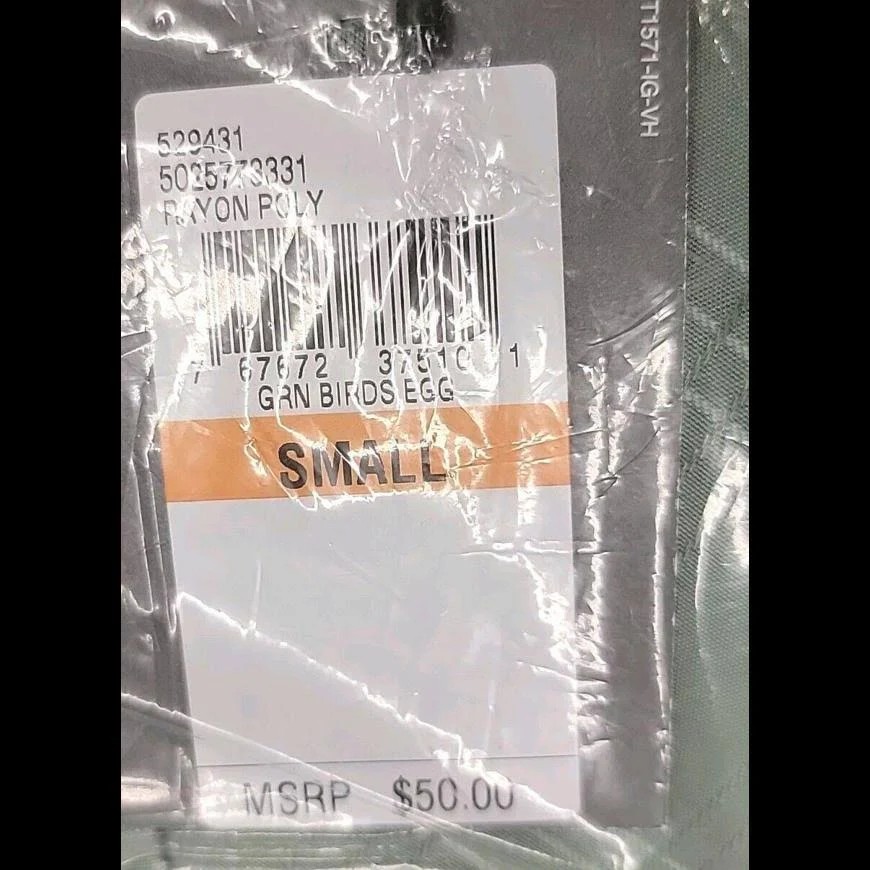 529431
5025773331
RAYON POLY
7 67672 37510 1
GRN BIRDS EGG
SMALL
MSRP $50.00
T1571-IG-VH